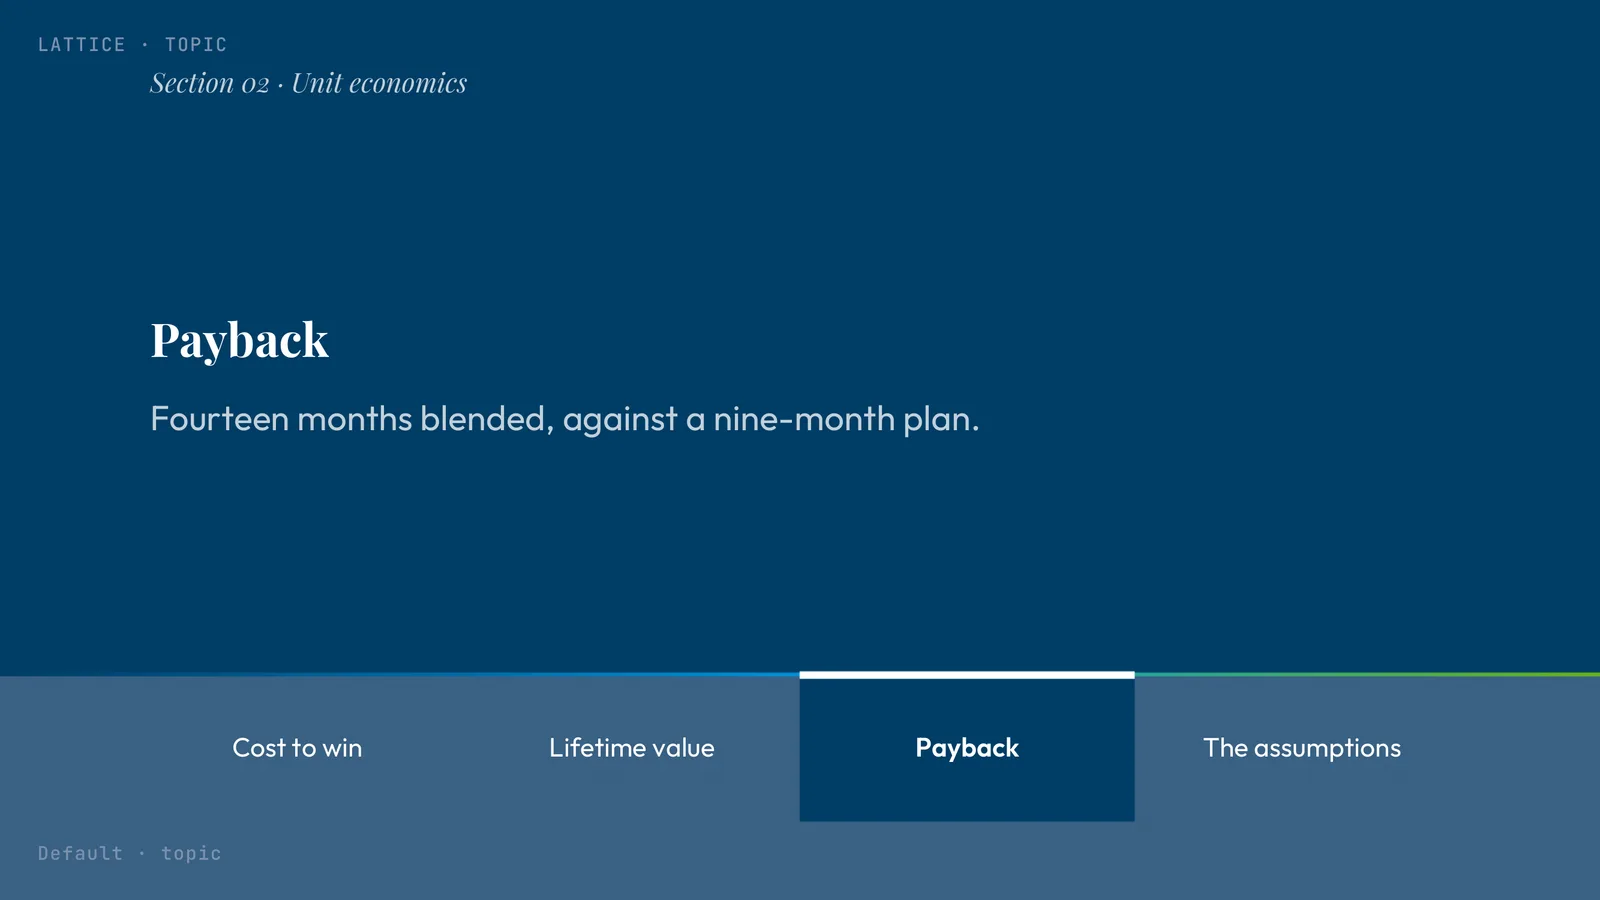 LATTICE · TOPIC
Section 02 · Unit economics
Payback
Fourteen months blended, against a nine-month plan.
Cost to win
Lifetime value
Payback
The assumptions
Default · topic